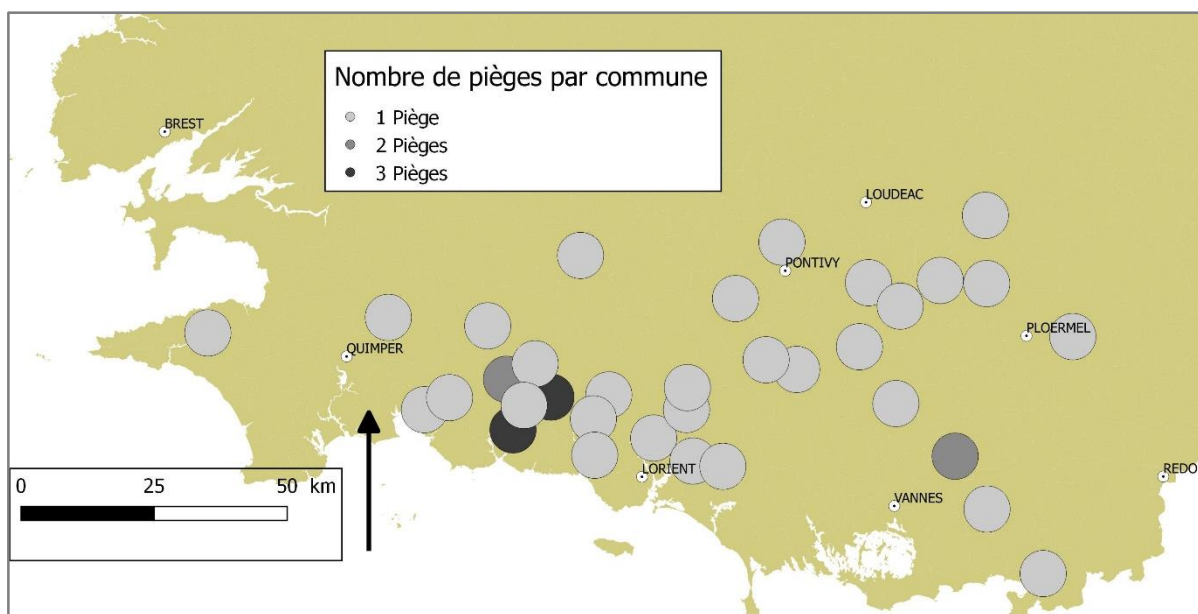 Nombre de pièges par commune
1 Piège
2 Pièges
3 Pièges
BREST
LOUDEAC
PONTIVY
PLOERMEL
QUIMPER
LORIENT
REDO
VANNES
0 25 50 km